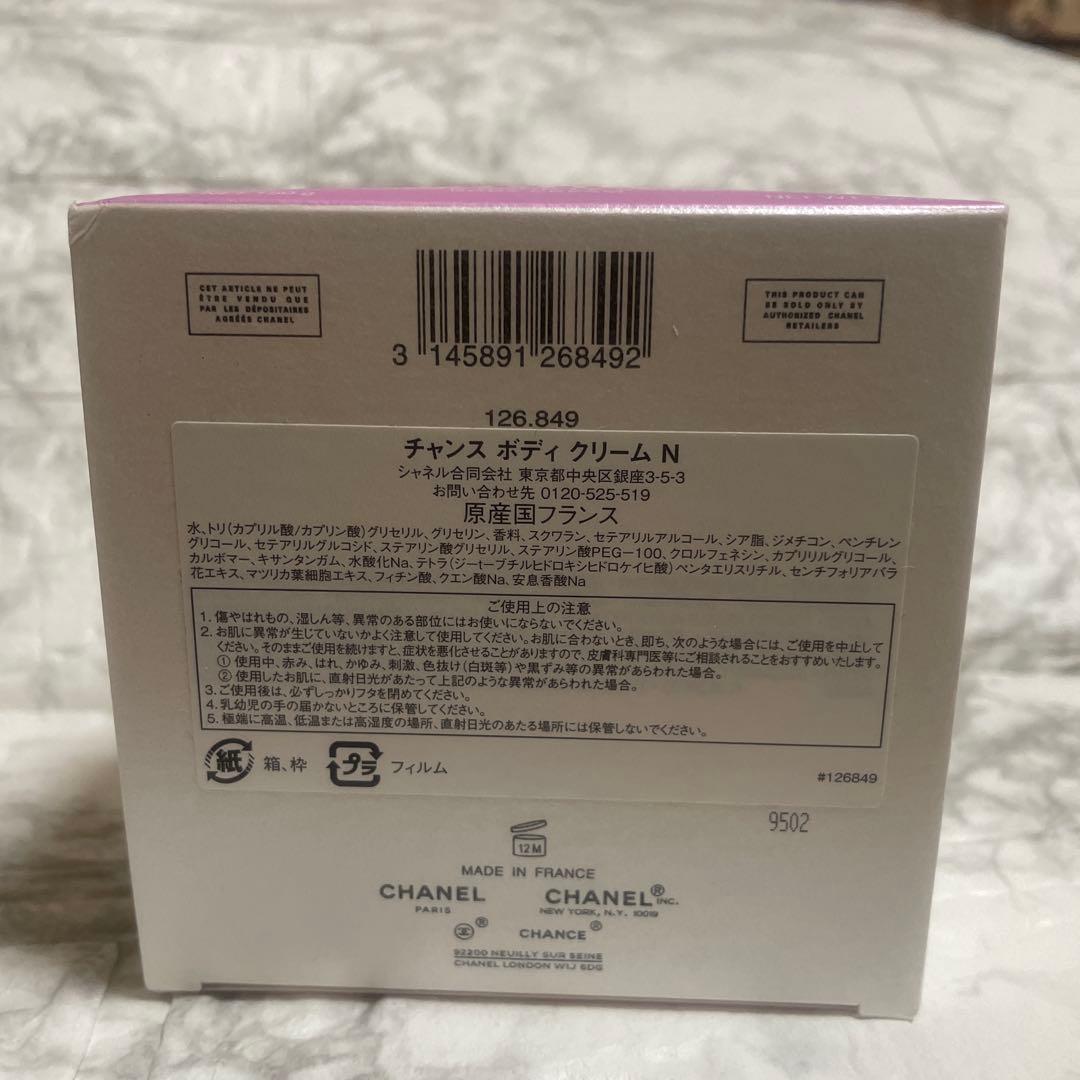 CET ARTICLE NE PEUT
ÊTRE VENDU QUE
PAR LES DÉPOSITAIRES
AGRÉÉS CHANEL
THIS PRODUCT CAN
BE SOLD ONLY BY
AUTHORIZED CHANEL
RETAILERS
3 145891 268492
126.849
チャンス ボディ クリーム N
シャネル合同会社 東京都中央区銀座3-5-3
お問い合わせ先 0120-525-519
原産国フランス
水、トリ(カプリル酸/カプリン酸)グリセリル、グリセリン、香料、スクワラン、セテアリルアルコール、シア脂、ジメチコン、ペンチレン
グリコール、セテアリルグルコシド、ステアリン酸グリセリル、ステアリン酸PEG-100、クロルフェネシン、カプリリルグリコール、
カルボマー、キサンタンガム、水酸化Na、テトラ(ジ-t-ブチルヒドロキシヒドロケイヒ酸)ペンタエリスリチル、センチフォリアバラ
花エキス、マツリカ葉細胞エキス、フィチン酸、クエン酸Na、安息香酸Na
ご使用上の注意
1. 傷やはれもの、湿しん等、異常のある部位にはお使いにならないでください。
2. お肌に異常が生じていないかよく注意して使用してください。お肌に合わないとき、即ち、次のような場合には、ご使用を中止して
ください。そのままご使用を続けますと、症状を悪化させることがありますので、皮膚科専門医等にご相談されることをおすすめいたします。
① 使用中、赤み、はれ、かゆみ、刺激、色抜け(白斑等)や黒ずみ等の異常があらわれた場合。
② 使用したお肌に、直射日光があたって上記のような異常があらわれた場合。
3. ご使用後は、必ずしっかりフタを閉めてください。
4. 乳幼児の手の届かないところに保管してください。
5. 極端に高温、低温または高湿度の場所、直射日光のあたる場所には保管しないでください。
紙 箱、枠 プラ フィルム
#126849
9502
12M
MADE IN FRANCE
CHANEL CHANEL® INC.
PARIS NEW YORK, N.Y. 10019
® CHANCE®
92200 NEUILLY SUR SEINE
CHANEL LONDON W1J 6DG